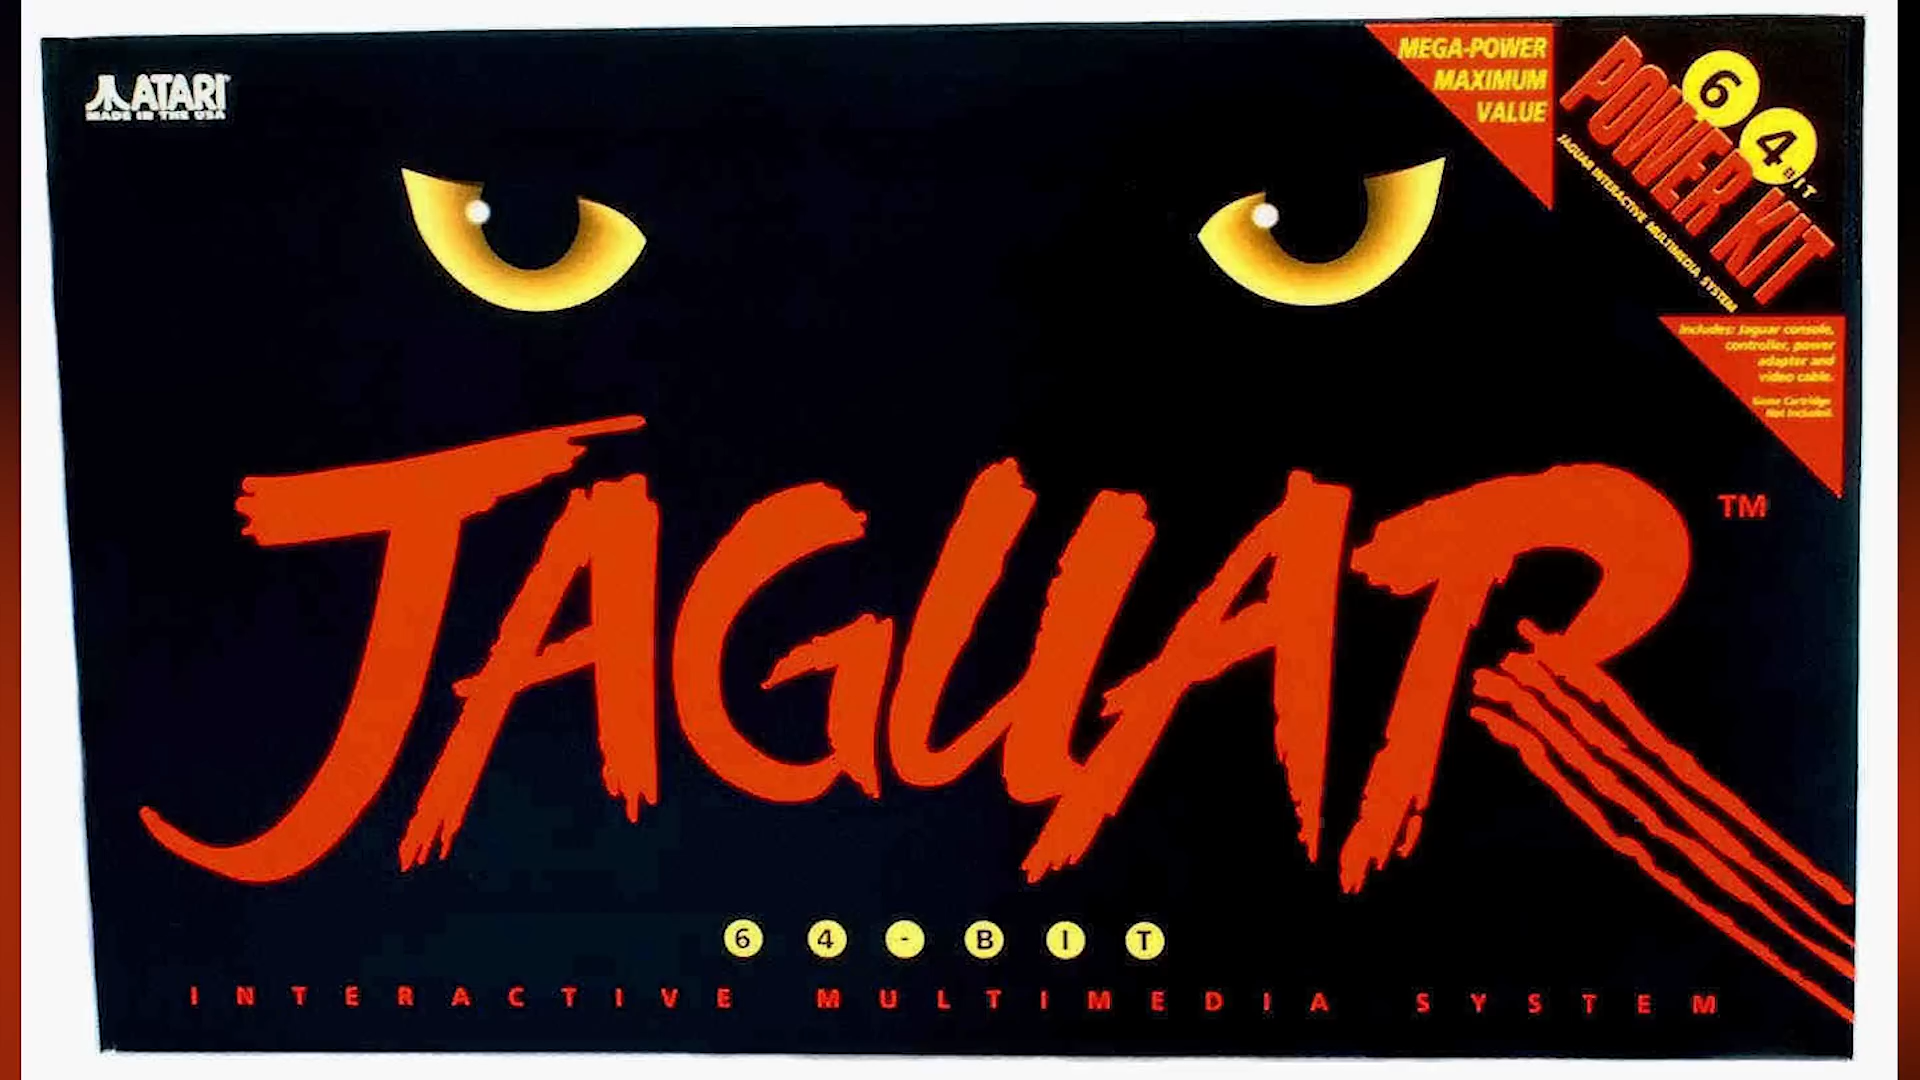 ATARI
MADE IN THE USA
MEGA-POWER
MAXIMUM
VALUE
64
BIT
POWER KIT
JAGUAR INTERACTIVE MULTIMEDIA SYSTEM
Includes: Jaguar console,
controller, power
adapter and
video cable.
Game Cartridge
Not Included.
JAGUAR TM
64-BIT
INTERACTIVE MULTIMEDIA SYSTEM